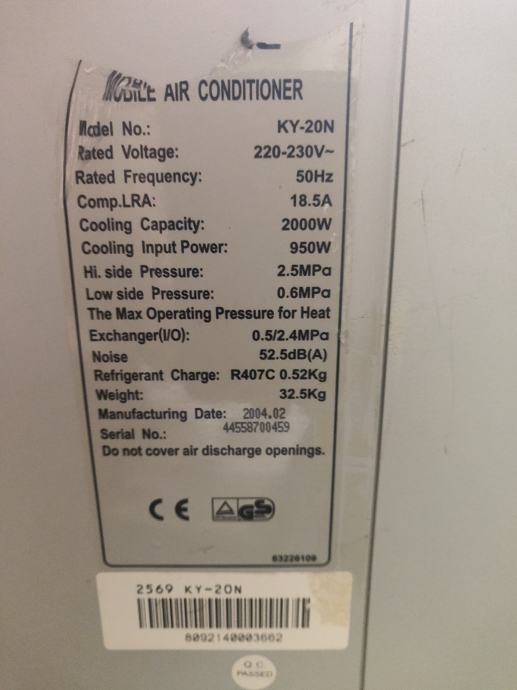 MOBILE AIR CONDITIONER
Model No.: KY-20N
Rated Voltage: 220-230V~
Rated Frequency: 50Hz
Comp.LRA: 18.5A
Cooling Capacity: 2000W
Cooling Input Power: 950W
Hi. side Pressure: 2.5MPa
Low side Pressure: 0.6MPa
The Max Operating Pressure for Heat
Exchanger(I/O): 0.5/2.4MPa
Noise 52.5dB(A)
Refrigerant Charge: R407C 0.52Kg
Weight: 32.5Kg
Manufacturing Date: 2004.02
Serial No.: 44558700459
Do not cover air discharge openings.
CE GS
63226109
2569 KY-20N
8092140003662
Q.C
PASSED